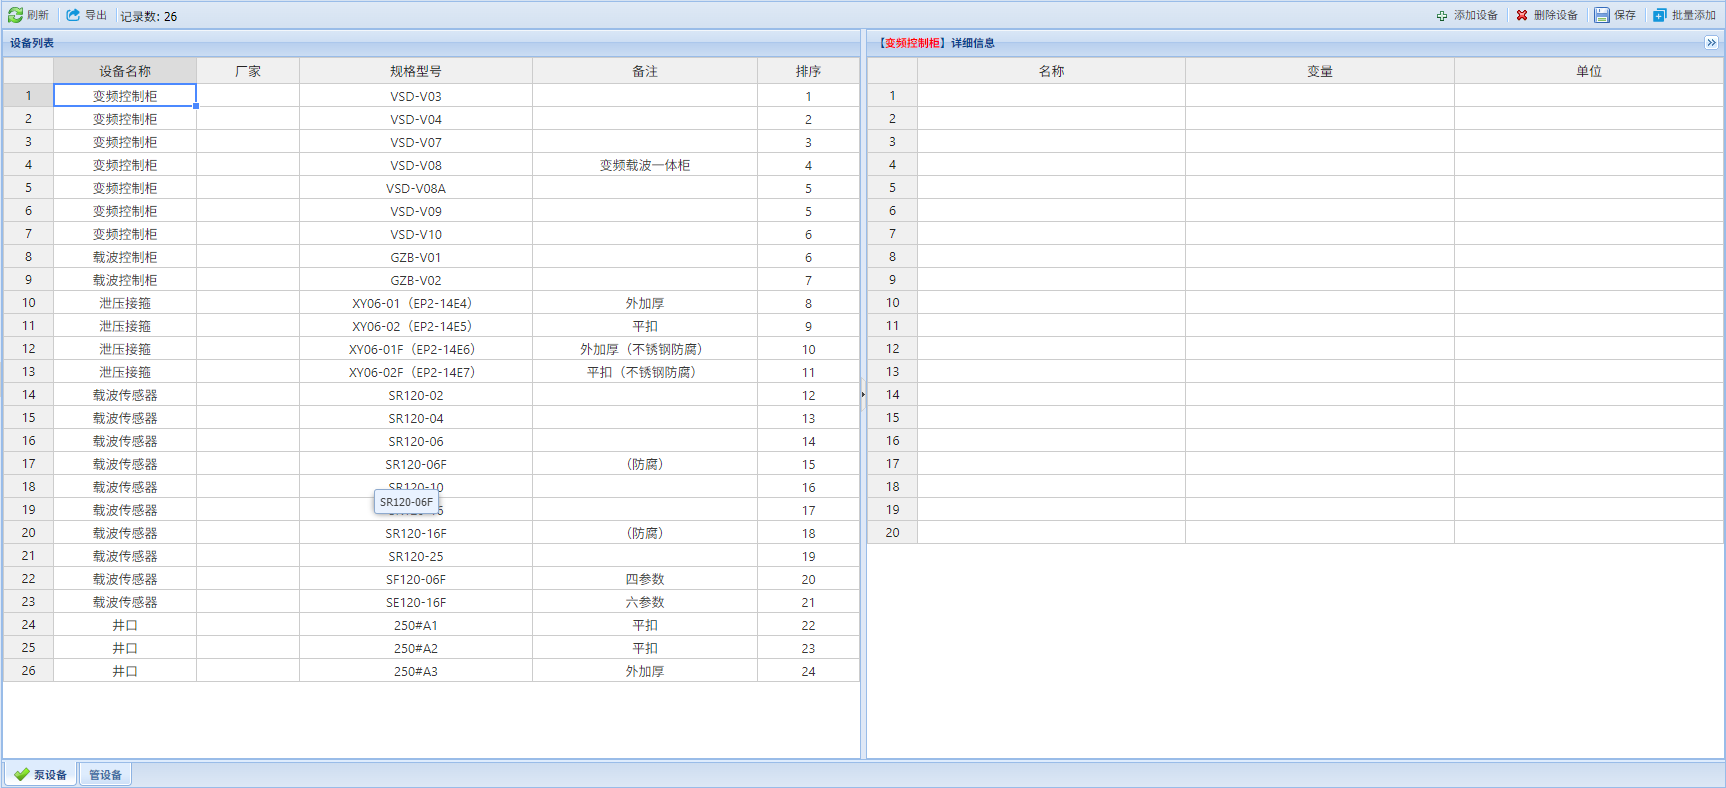 刷新 导出 记录数: 26 添加设备 删除设备 保存 批量添加
设备列表
设备名称 厂家 规格型号 备注 排序
1 变频控制柜 VSD-V03 1
2 变频控制柜 VSD-V04 2
3 变频控制柜 VSD-V07 3
4 变频控制柜 VSD-V08 变频载波一体柜 4
5 变频控制柜 VSD-V08A 5
6 变频控制柜 VSD-V09 5
7 变频控制柜 VSD-V10 6
8 载波控制柜 GZB-V01 6
9 载波控制柜 GZB-V02 7
10 泄压接箍 XY06-01（EP2-14E4） 外加厚 8
11 泄压接箍 XY06-02（EP2-14E5） 平扣 9
12 泄压接箍 XY06-01F（EP2-14E6） 外加厚（不锈钢防腐） 10
13 泄压接箍 XY06-02F（EP2-14E7） 平扣（不锈钢防腐） 11
14 载波传感器 SR120-02 12
15 载波传感器 SR120-04 13
16 载波传感器 SR120-06 14
17 载波传感器 SR120-06F （防腐） 15
18 载波传感器 SR120-10 16
SR120-06F
19 载波传感器 17
20 载波传感器 SR120-16F （防腐） 18
21 载波传感器 SR120-25 19
22 载波传感器 SF120-06F 四参数 20
23 载波传感器 SE120-16F 六参数 21
24 井口 250#A1 平扣 22
25 井口 250#A2 平扣 23
26 井口 250#A3 外加厚 24
【变频控制柜】详细信息
名称 变量 单位
1
2
3
4
5
6
7
8
9
10
11
12
13
14
15
16
17
18
19
20
泵设备 管设备